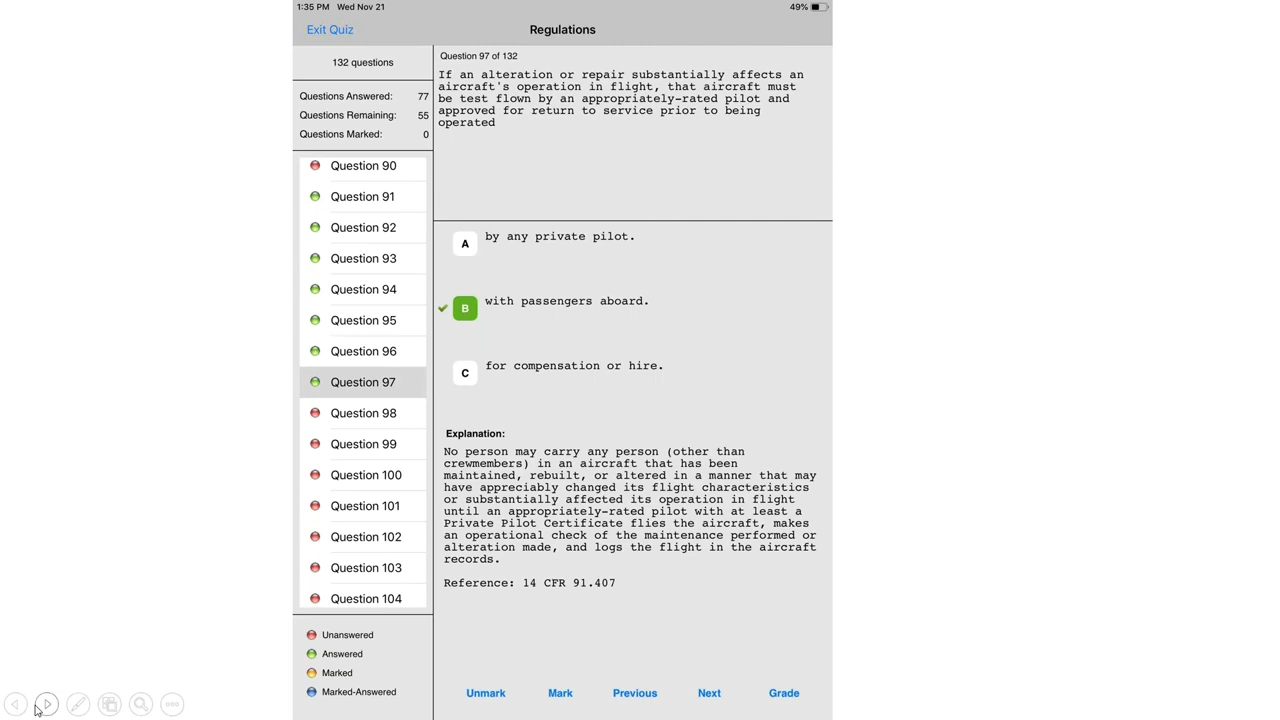 1:35 PM Wed Nov 21
49%
Exit Quiz
Regulations
132 questions
Questions Answered: 77
Questions Remaining: 55
Questions Marked: 0
Question 90
Question 91
Question 92
Question 93
Question 94
Question 95
Question 96
Question 97
Question 98
Question 99
Question 100
Question 101
Question 102
Question 103
Question 104
Unanswered
Answered
Marked
Marked-Answered
Question 97 of 132
If an alteration or repair substantially affects an
aircraft's operation in flight, that aircraft must
be test flown by an appropriately-rated pilot and
approved for return to service prior to being
operated
A by any private pilot.
B with passengers aboard.
C for compensation or hire.
Explanation:
No person may carry any person (other than
crewmembers) in an aircraft that has been
maintained, rebuilt, or altered in a manner that may
have appreciably changed its flight characteristics
or substantially affected its operation in flight
until an appropriately-rated pilot with at least a
Private Pilot Certificate flies the aircraft, makes
an operational check of the maintenance performed or
alteration made, and logs the flight in the aircraft
records.
Reference: 14 CFR 91.407
Unmark Mark Previous Next Grade